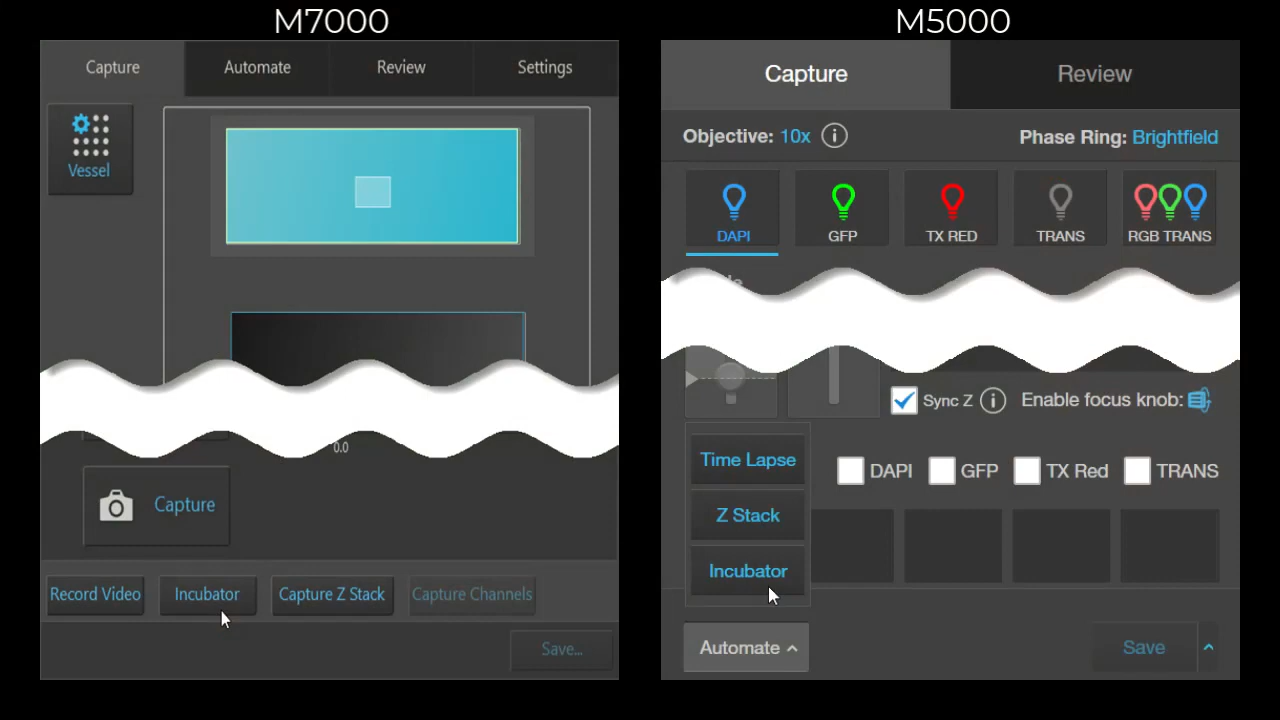 M7000
Capture
Automate
Review
Settings
Vessel
0.0
Capture
Record Video
Incubator
Capture Z Stack
Capture Channels
Save...
M5000
Capture
Review
Objective: 10x
Phase Ring: Brightfield
DAPI
GFP
TX RED
TRANS
RGB TRANS
Sync Z
Enable focus knob:
Time Lapse
DAPI
GFP
TX Red
TRANS
Z Stack
Incubator
Automate
Save